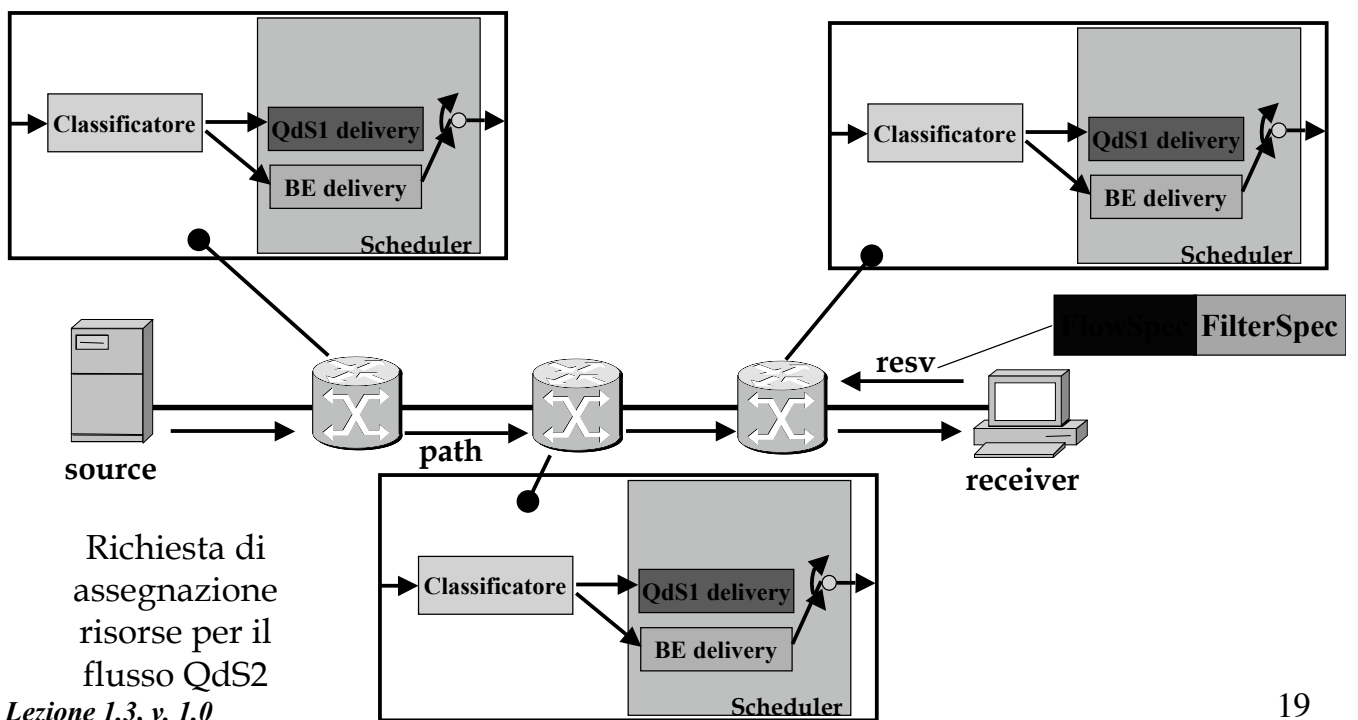 Classificatore
QdS1 delivery
BE delivery
Scheduler
Classificatore
QdS1 delivery
BE delivery
Scheduler
FlowSpec FilterSpec
resv
path
source
receiver
Richiesta di
assegnazione
risorse per il
flusso QdS2
Classificatore
QdS1 delivery
BE delivery
Scheduler
Lezione 1.3, v. 1.0
19